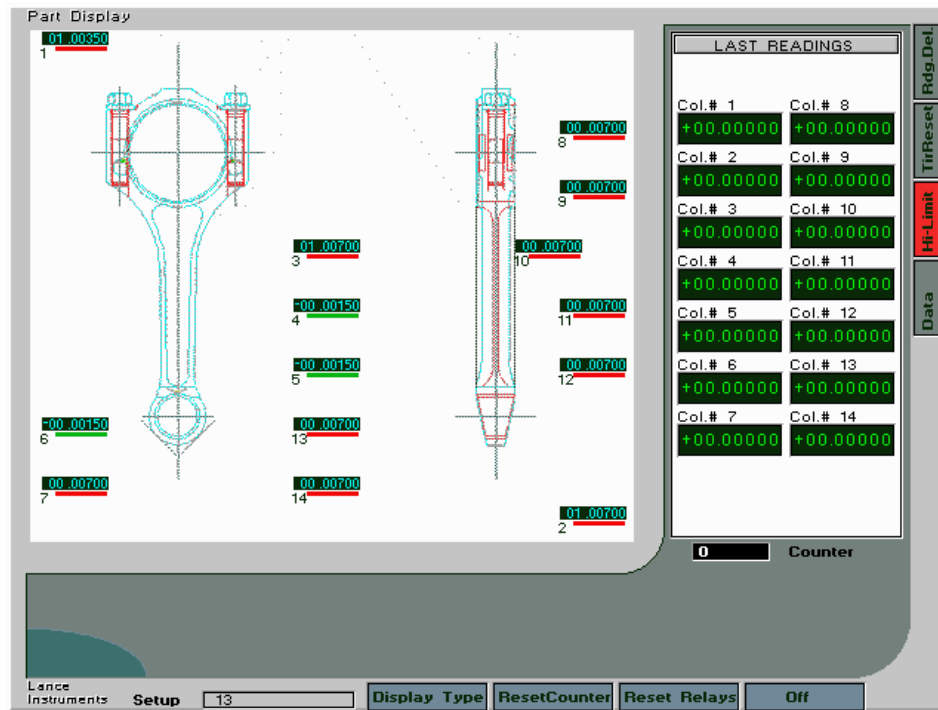 Part Display
01 .00350
1
LAST READINGS
Col.# 1 Col.# 8
+00.00000 +00.00000
Col.# 2 Col.# 9
+00.00000 +00.00000
Col.# 3 Col.# 10
+00.00000 +00.00000
Col.# 4 Col.# 11
+00.00000 +00.00000
Col.# 5 Col.# 12
+00.00000 +00.00000
Col.# 6 Col.# 13
+00.00000 +00.00000
Col.# 7 Col.# 14
+00.00000 +00.00000
0 Counter
Rdg.Del.
TirReset
Hi-Limit
Data
00 .00700
8
00 .00700
9
01 .00700
3
00 .00700
10
-00 .00150
4
00 .00700
11
-00 .00150
5
00 .00700
12
-00 .00150
6
00 .00700
13
00 .00700
7
00 .00700
14
01 .00700
2
Lance
Instruments
Setup 13
Display Type ResetCounter Reset Relays Off